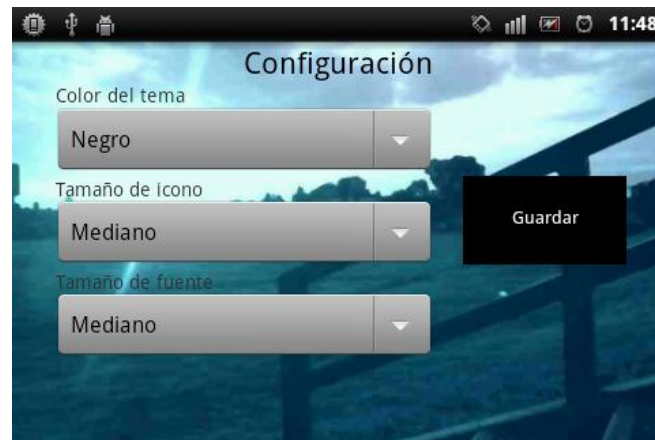 11:48
Configuración
Color del tema
Negro
Tamaño de icono
Mediano
Guardar
Tamaño de fuente
Mediano